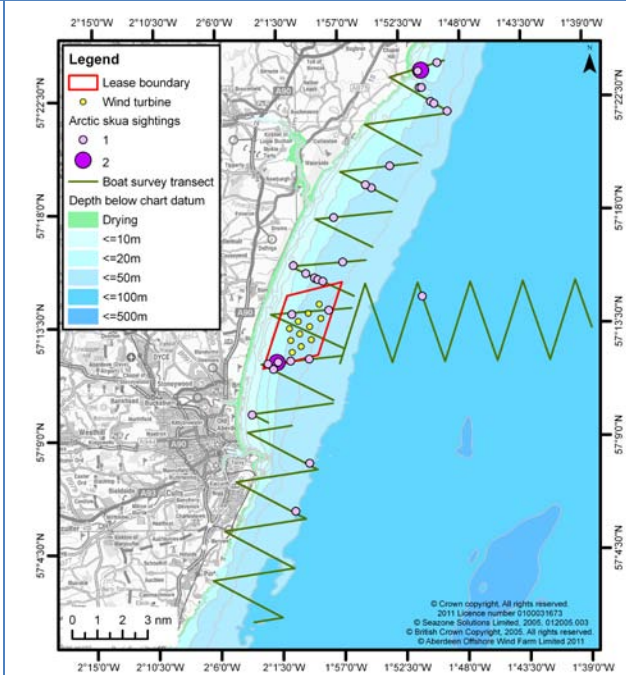 2°15'0"W 2°10'30"W 2°6'0"W 2°1'30"W 1°57'0"W 1°52'30"W 1°48'0"W 1°43'30"W 1°39'0"W
Legend
Lease boundary
Wind turbine
Arctic skua sightings
1
2
Boat survey transect
Depth below chart datum
Drying
<=10m
<=20m
<=50m
<=100m
<=500m
N
57°22'30"N
57°18'0"N
57°13'30"N
57°9'0"N
57°4'30"N
57°22'30"N
57°18'0"N
57°13'30"N
57°9'0"N
57°4'30"N
A90
A90
DYCE
A90
A90
0 1 2 3 nm
© Crown copyright, All rights reserved.
2011 Licence number 0100031673
© Seazone Solutions Limited, 2005, 012005.003
© British Crown Copyright, 2005. All rights reserved.
© Aberdeen Offshore Wind Farm Limited 2011
2°15'0"W 2°10'30"W 2°6'0"W 2°1'30"W 1°57'0"W 1°52'30"W 1°48'0"W 1°43'30"W 1°39'0"W